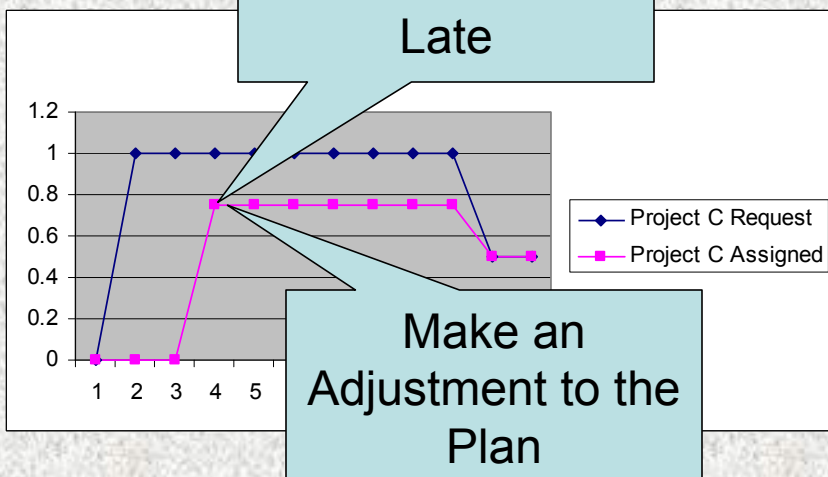 Late
1.2
1
0.8
0.6
0.4
0.2
0
1 2 3 4 5
Project C Request
Project C Assigned
Make an
Adjustment to the
Plan